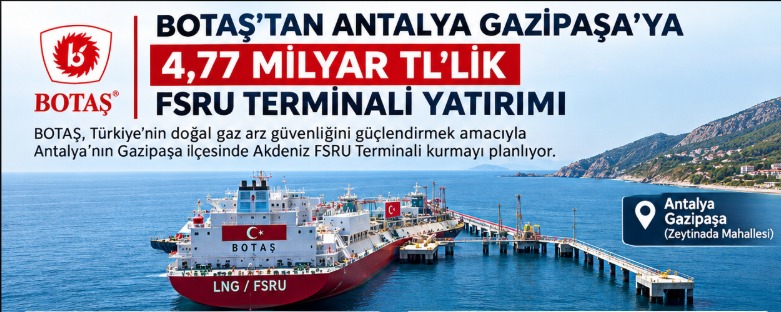 BOTAŞ®
BOTAŞ'TAN ANTALYA GAZİPAŞA'YA
4,77 MİLYAR TL'LİK
FSRU TERMİNALİ YATIRIMI
BOTAŞ, Türkiye'nin doğal gaz arz güvenliğini güçlendirmek amacıyla
Antalya'nın Gazipaşa ilçesinde Akdeniz FSRU Terminali kurmayı planlıyor.
Antalya
Gazipaşa
(Zeytinada Mahallesi)
BOTAŞ
LNG / FSRU